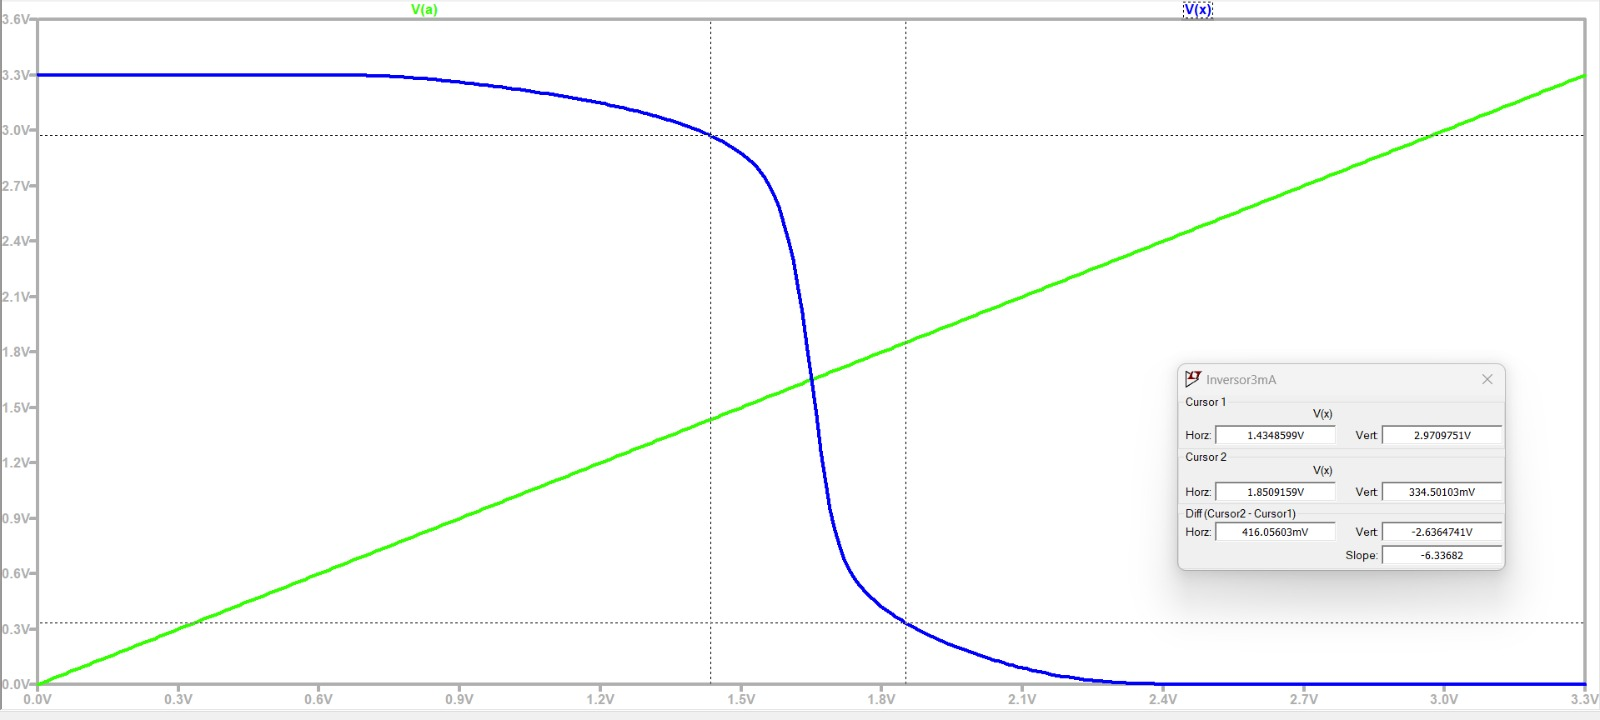 V(a) V(x)
3.6V
3.3V
3.0V
2.7V
2.4V
2.1V
1.8V
1.5V
1.2V
0.9V
0.6V
0.3V
0.0V
0.0V 0.3V 0.6V 0.9V 1.2V 1.5V 1.8V 2.1V 2.4V 2.7V 3.0V 3.3V
Inversor3mA
Cursor 1
V(x)
Horz: 1.4348599V Vert: 2.9709751V
Cursor 2
V(x)
Horz: 1.8509159V Vert: 334.50103mV
Diff (Cursor2 - Cursor1)
Horz: 416.05603mV Vert: -2.6364741V
Slope: -6.33682